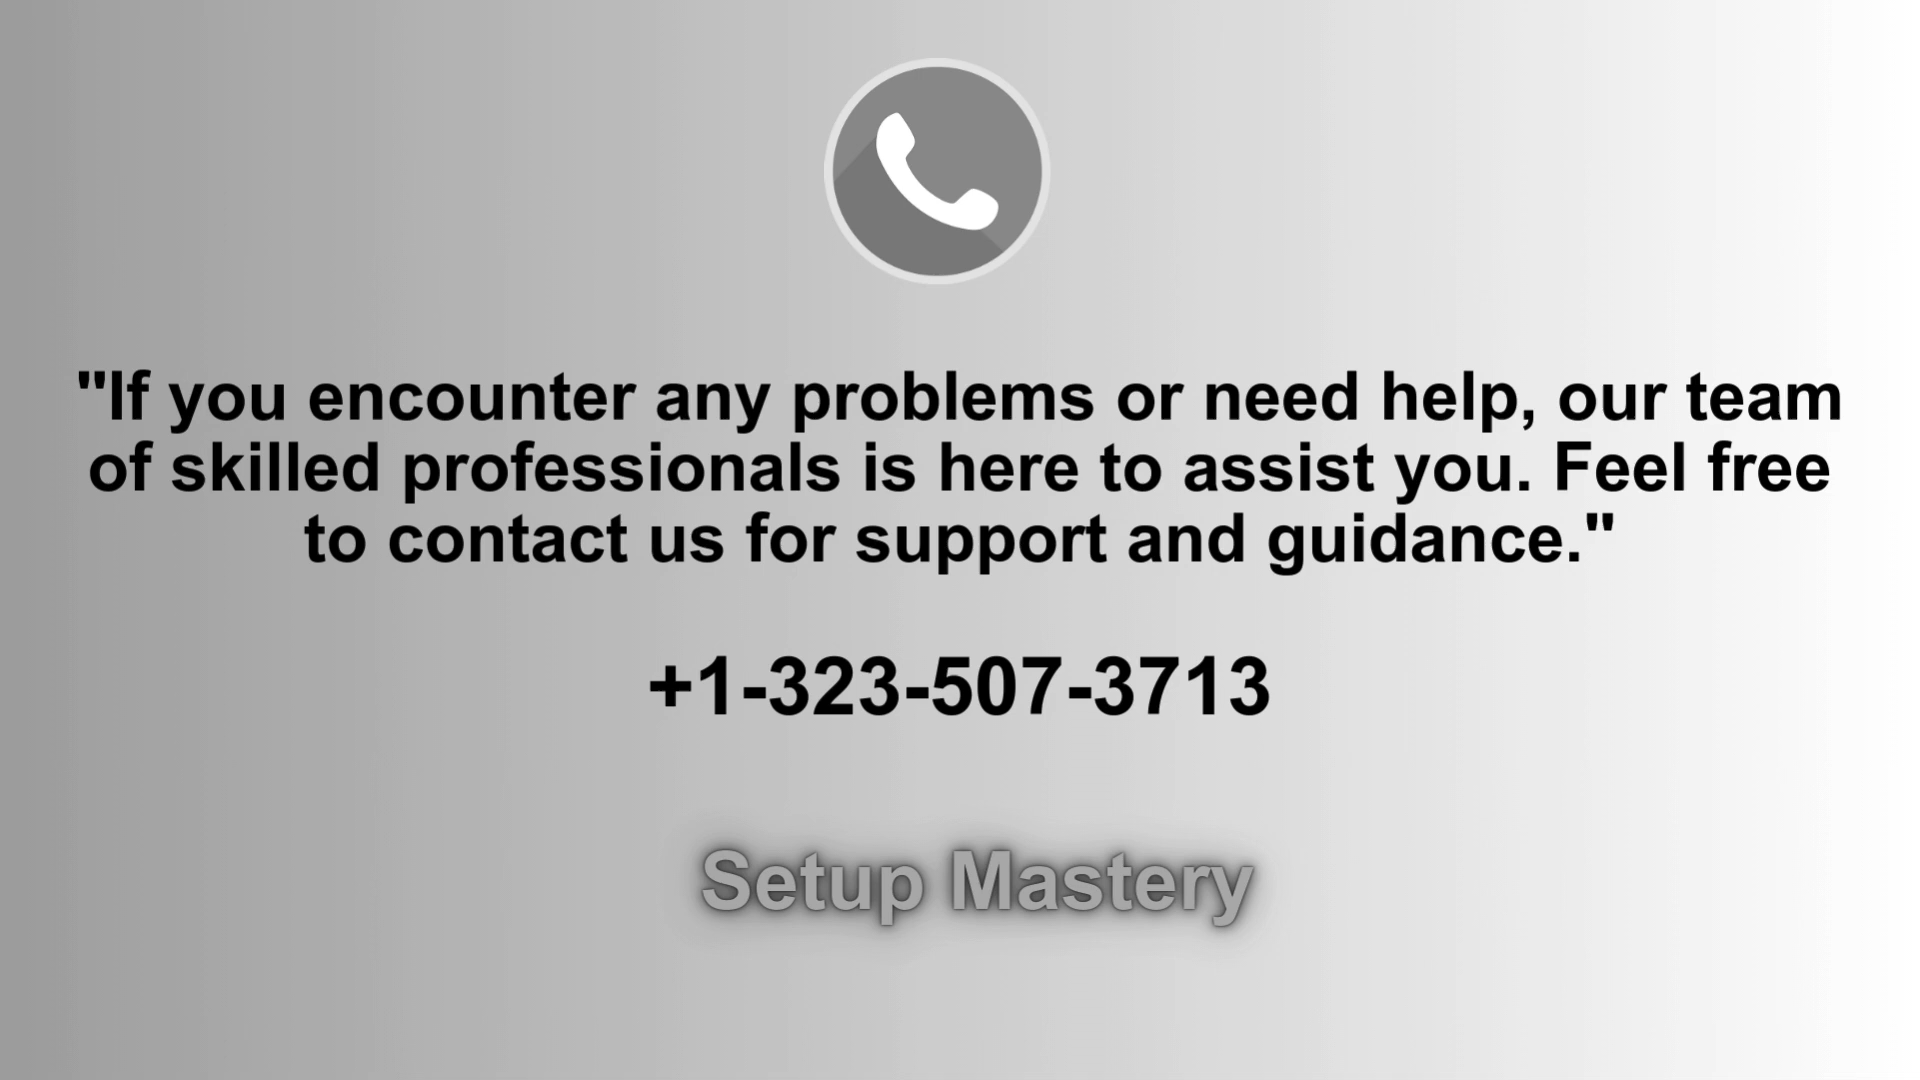 "If you encounter any problems or need help, our team
of skilled professionals is here to assist you. Feel free
to contact us for support and guidance."
+1-323-507-3713
Setup Mastery